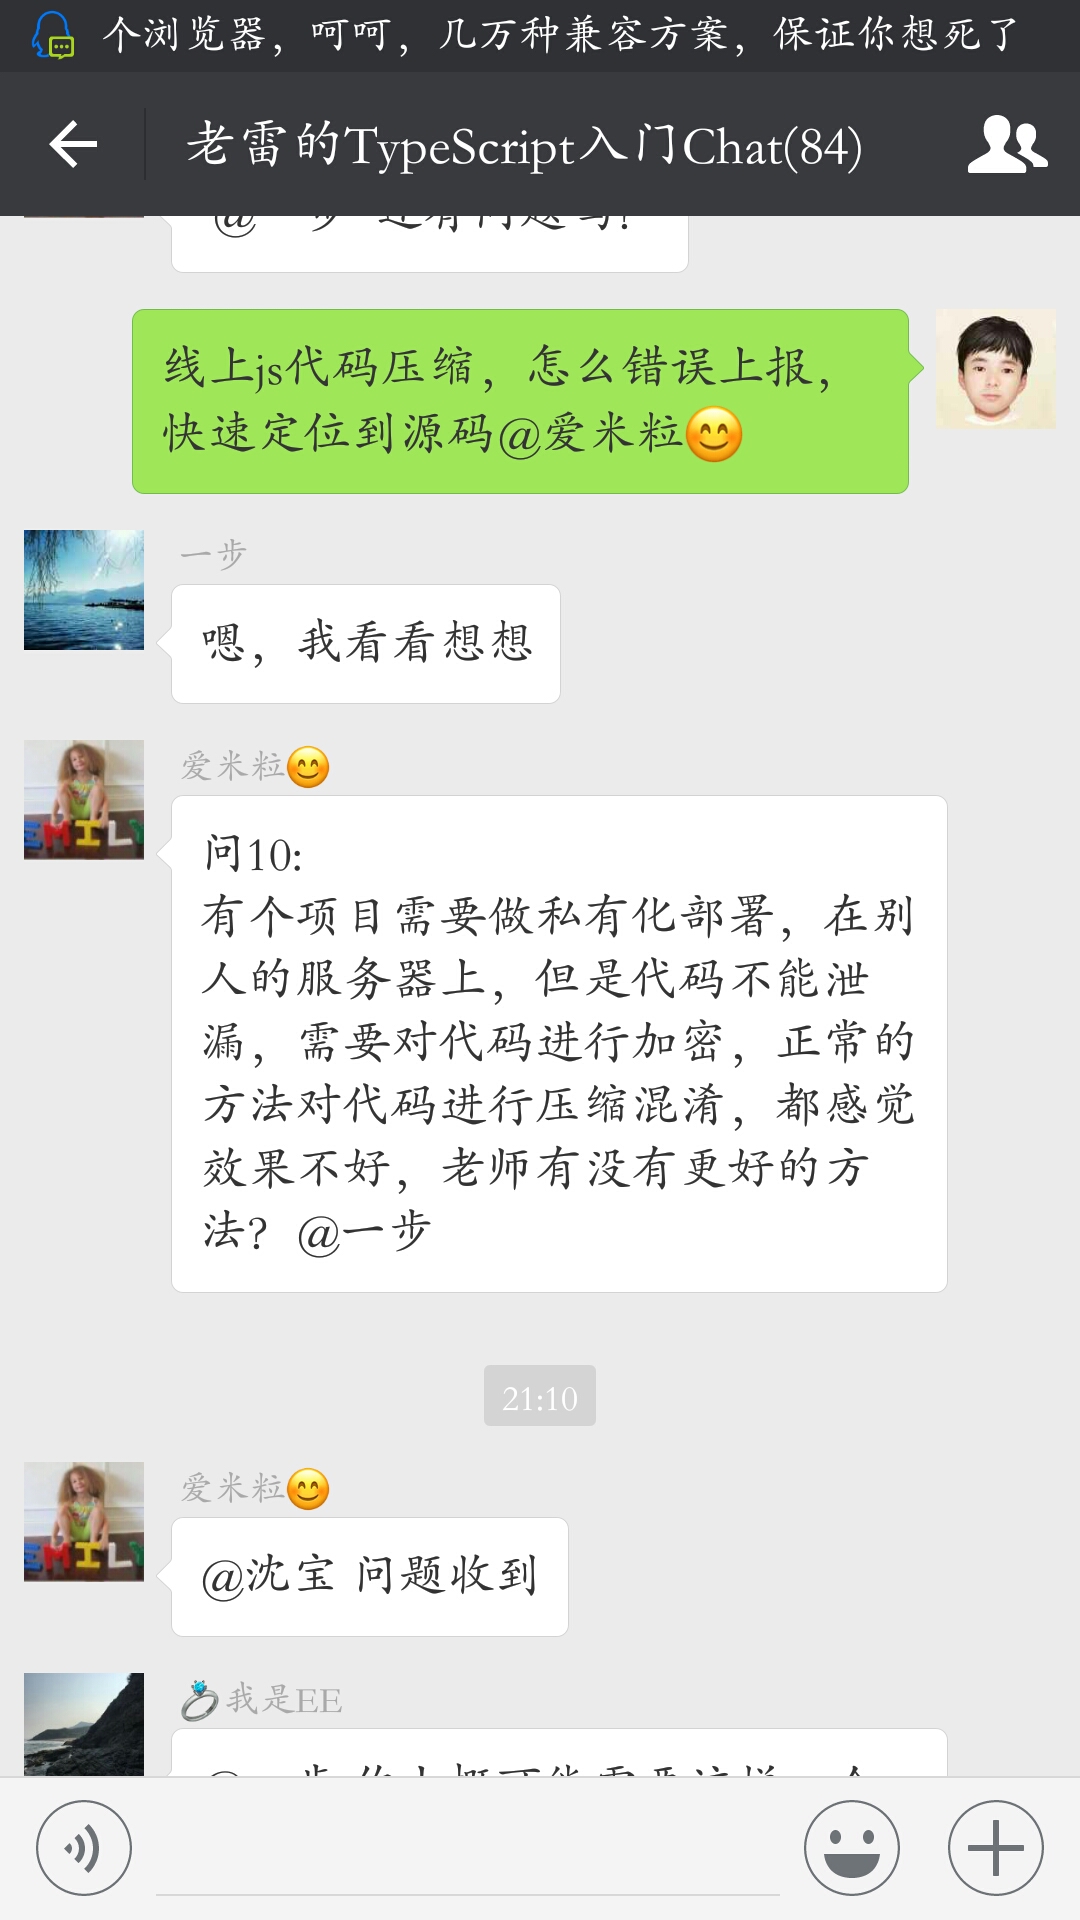 个浏览器，呵呵，几万种兼容方案，保证你想死了
老雷的TypeScript入门Chat(84)
@一步 还有问题吗?
线上js代码压缩，怎么错误上报，
快速定位到源码@爱米粒😊
一步
嗯，我看看想想
爱米粒😊
问10:
有个项目需要做私有化部署，在别
人的服务器上，但是代码不能泄
漏，需要对代码进行加密，正常的
方法对代码进行压缩混淆，都感觉
效果不好，老师有没有更好的方
法？@一步
21:10
爱米粒😊
@沈宝 问题收到
EMILY
💍我是EE